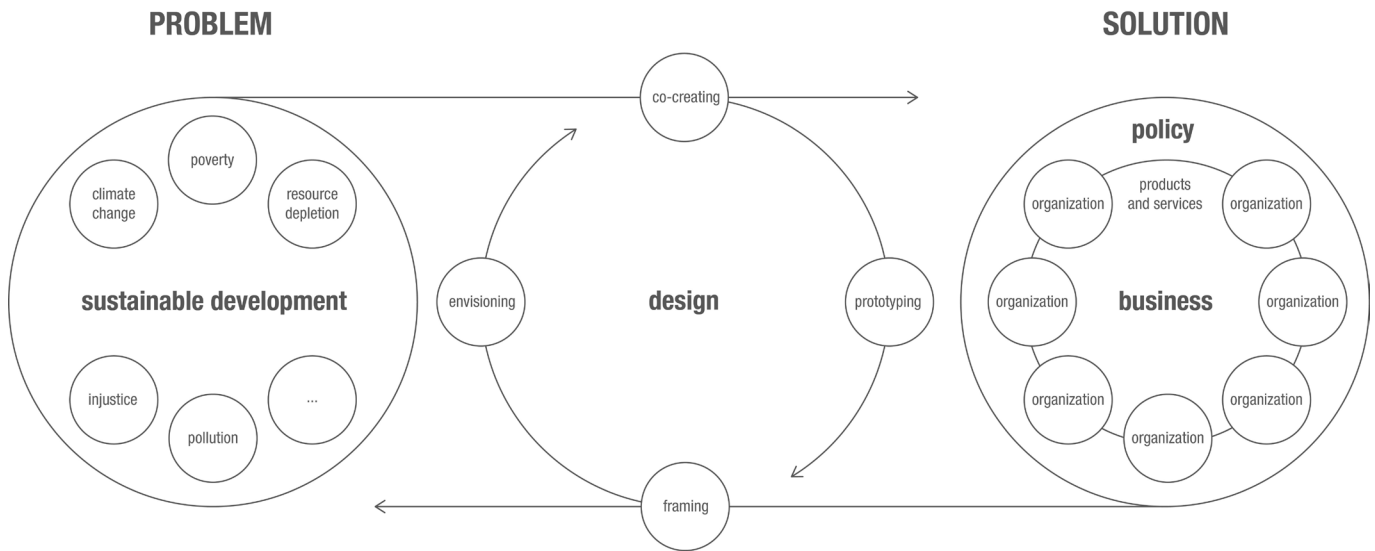 PROBLEM
SOLUTION
climate
change
poverty
resource
depletion
sustainable development
injustice
pollution
...
co-creating
envisioning
design
prototyping
framing
policy
organization
products
and services
organization
organization
business
organization
organization
organization
organization